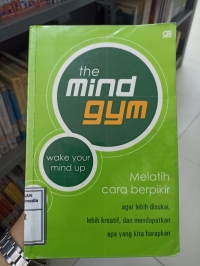 the
mind
gym
wake your
mind up
Melatih
cara berpikir
agar lebih disukai,
lebih kreatif, dan mendapatkan
apa yang kita harapkan